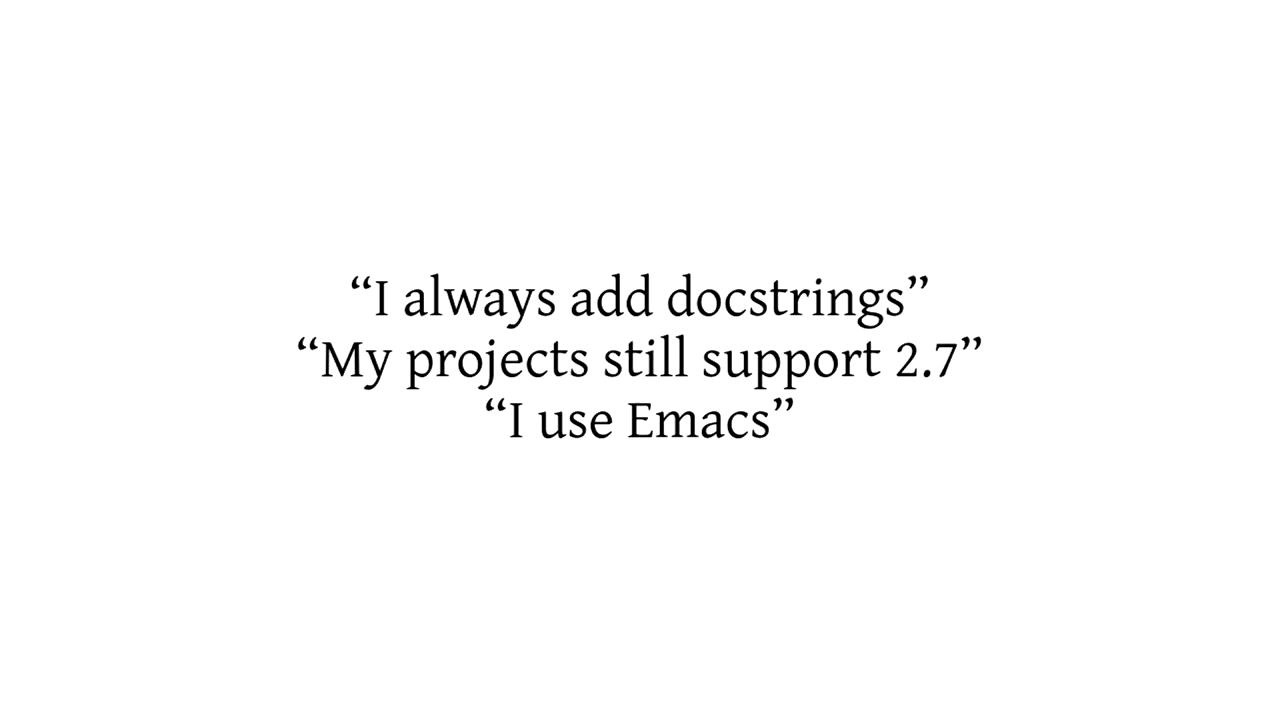 “I always add docstrings”
“My projects still support 2.7”
“I use Emacs”